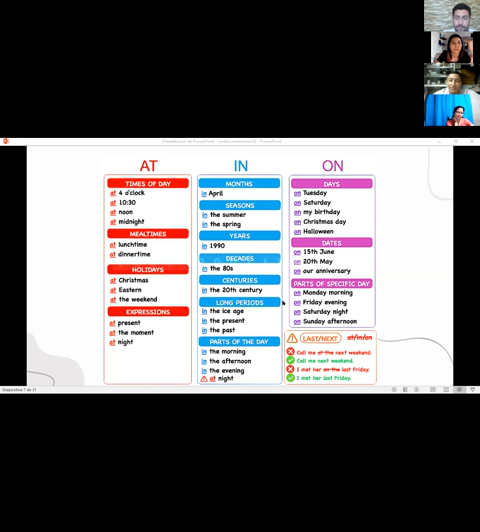 Presentación de PowerPoint
AT
TIMES OF DAY
at 4 o'clock
at 10:30
at noon
at midnight
MEALTIMES
at lunchtime
at dinnertime
HOLIDAYS
at Christmas
at Eastern
at the weekend
EXPRESSIONS
at present
at the moment
at night
IN
MONTHS
in April
SEASONS
in the summer
in the spring
YEARS
in 1990
DECADES
in the 80s
CENTURIES
in the 20th century
LONG PERIODS
in the ice age
in the present
in the past
PARTS OF THE DAY
in the morning
in the afternoon
in the evening
at night
ON
DAYS
on Tuesday
on Saturday
on my birthday
on Christmas day
on Halloween
DATES
on 15th June
on 20th May
on our anniversary
PARTS OF SPECIFIC DAY
on Monday morning
on Friday evening
on Saturday night
on Sunday afternoon
LAST/NEXT at/in/on
Call me at the next weekend.
Call me next weekend.
I met her on the last Friday.
I met her last Friday.
Diapositiva 7 de 31